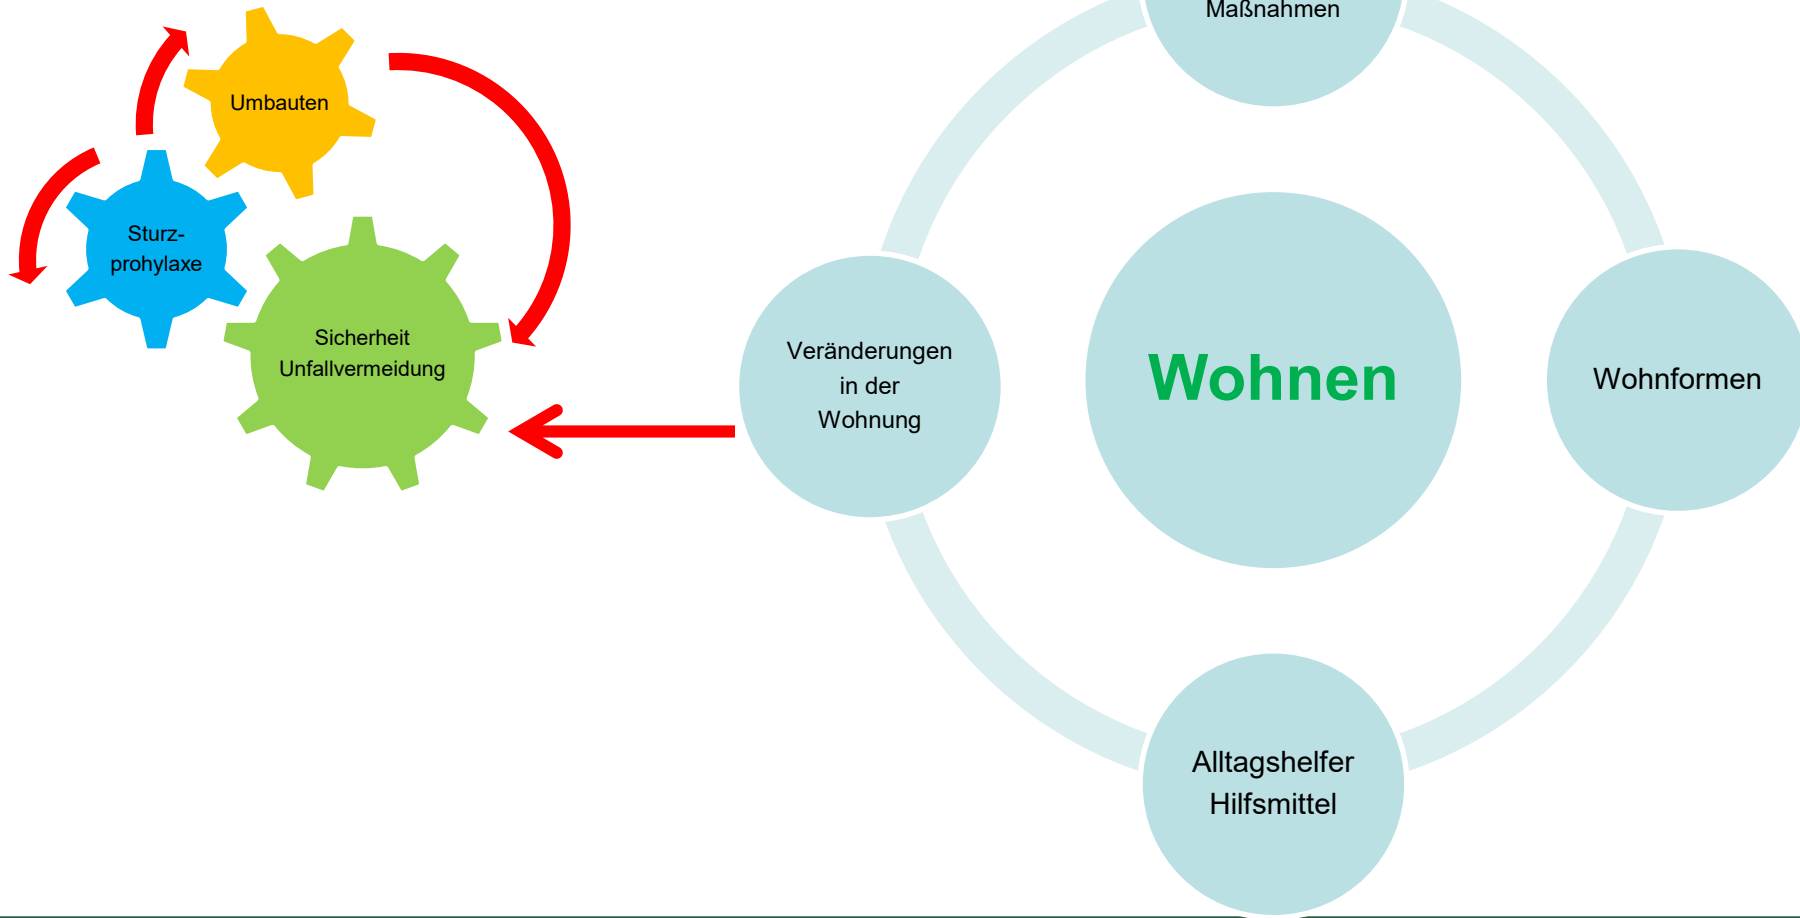 Maßnahmen
Umbauten
Sturz-
prohylaxe
Sicherheit
Unfallvermeidung
Veränderungen
in der
Wohnung
Wohnen
Wohnformen
Alltagshelfer
Hilfsmittel